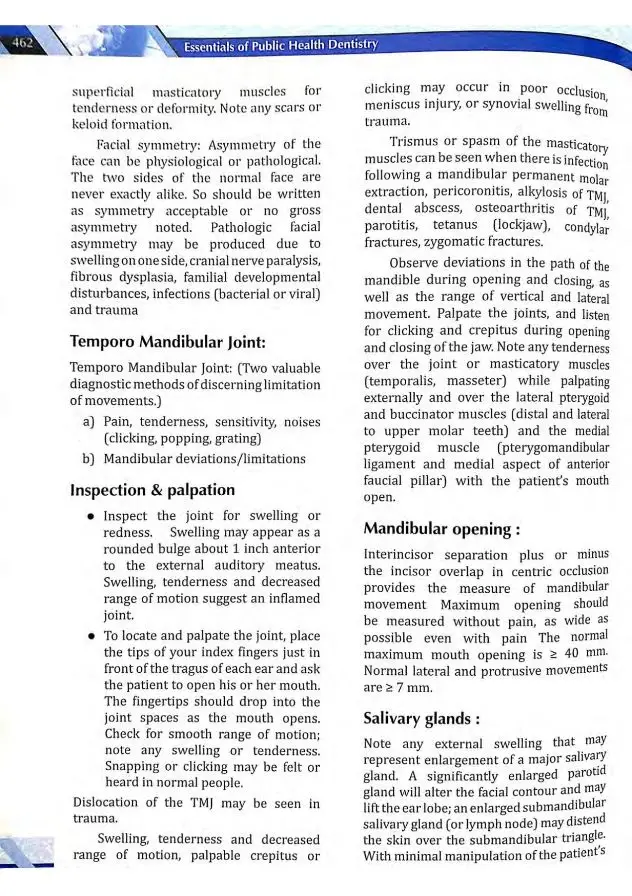 462
Essentials of Public Health Dentistry
superficial masticatory muscles for
tenderness or deformity. Note any scars or
keloid formation.
Facial symmetry: Asymmetry of the
face can be physiological or pathological.
The two sides of the normal face are
never exactly alike. So should be written
as symmetry acceptable or no gross
asymmetry noted. Pathologic facial
asymmetry may be produced due to
swelling on one side, cranial nerve paralysis,
fibrous dysplasia, familial developmental
disturbances, infections (bacterial or viral)
and trauma
Temporo Mandibular Joint:
Temporo Mandibular Joint: (Two valuable
diagnostic methods of discerning limitation
of movements.)
a) Pain, tenderness, sensitivity, noises
(clicking, popping, grating)
b) Mandibular deviations/limitations
Inspection & palpation
• Inspect the joint for swelling or
redness. Swelling may appear as a
rounded bulge about 1 inch anterior
to the external auditory meatus.
Swelling, tenderness and decreased
range of motion suggest an inflamed
joint.
• To locate and palpate the joint, place
the tips of your index fingers just in
front of the tragus of each ear and ask
the patient to open his or her mouth.
The fingertips should drop into the
joint spaces as the mouth opens.
Check for smooth range of motion;
note any swelling or tenderness.
Snapping or clicking may be felt or
heard in normal people.
Dislocation of the TMJ may be seen in
trauma.
Swelling, tenderness and decreased
range of motion, palpable crepitus or
clicking may occur in poor occlusion,
meniscus injury, or synovial swelling from
trauma.
Trismus or spasm of the masticatory
muscles can be seen when there is infection
following a mandibular permanent molar
extraction, pericoronitis, alkylosis of TMJ,
dental abscess, osteoarthritis of TMJ,
parotitis, tetanus (lockjaw), condylar
fractures, zygomatic fractures.
Observe deviations in the path of the
mandible during opening and closing, as
well as the range of vertical and lateral
movement. Palpate the joints, and listen
for clicking and crepitus during opening
and closing of the jaw. Note any tenderness
over the joint or masticatory muscles
(temporalis, masseter) while palpating
externally and over the lateral pterygoid
and buccinator muscles (distal and lateral
to upper molar teeth) and the medial
pterygoid muscle (pterygomandibular
ligament and medial aspect of anterior
faucial pillar) with the patient's mouth
open.
Mandibular opening :
Interincisor separation plus or minus
the incisor overlap in centric occlusion
provides the measure of mandibular
movement Maximum opening should
be measured without pain, as wide as
possible even with pain The normal
maximum mouth opening is ≥ 40 mm.
Normal lateral and protrusive movements
are ≥ 7 mm.
Salivary glands :
Note any external swelling that may
represent enlargement of a major salivary
gland. A significantly enlarged parotid
gland will alter the facial contour and may
lift the ear lobe; an enlarged submandibular
salivary gland (or lymph node) may distend
the skin over the submandibular triangle.
With minimal manipulation of the patient's